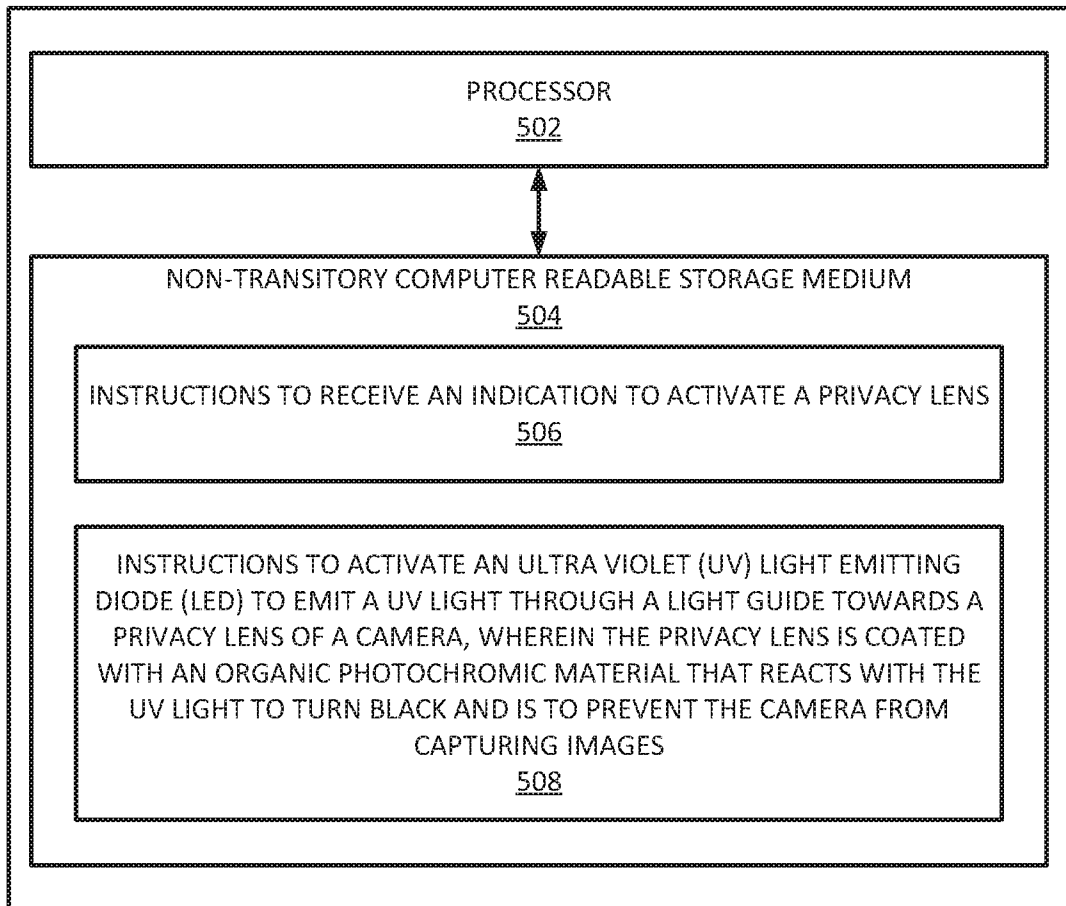 PROCESSOR
502
NON-TRANSITORY COMPUTER READABLE STORAGE MEDIUM
504
INSTRUCTIONS TO RECEIVE AN INDICATION TO ACTIVATE A PRIVACY LENS
506
INSTRUCTIONS TO ACTIVATE AN ULTRA VIOLET (UV) LIGHT EMITTING
DIODE (LED) TO EMIT A UV LIGHT THROUGH A LIGHT GUIDE TOWARDS A
PRIVACY LENS OF A CAMERA, WHEREIN THE PRIVACY LENS IS COATED
WITH AN ORGANIC PHOTOCHROMIC MATERIAL THAT REACTS WITH THE
UV LIGHT TO TURN BLACK AND IS TO PREVENT THE CAMERA FROM
CAPTURING IMAGES
508